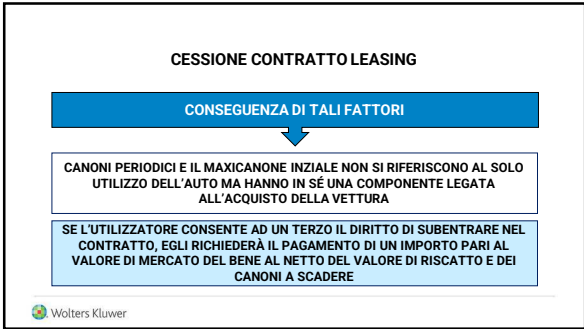 CESSIONE CONTRATTO LEASING
CONSEGUENZA DI TALI FATTORI
CANONI PERIODICI E IL MAXICANONE INZIALE NON SI RIFERISCONO AL SOLO
UTILIZZO DELL'AUTO MA HANNO IN SÉ UNA COMPONENTE LEGATA
ALL'ACQUISTO DELLA VETTURA
SE L'UTILIZZATORE CONSENTE AD UN TERZO IL DIRITTO DI SUBENTRARE NEL
CONTRATTO, EGLI RICHIEDERÀ IL PAGAMENTO DI UN IMPORTO PARI AL
VALORE DI MERCATO DEL BENE AL NETTO DEL VALORE DI RISCATTO E DEI
CANONI A SCADERE
Wolters Kluwer